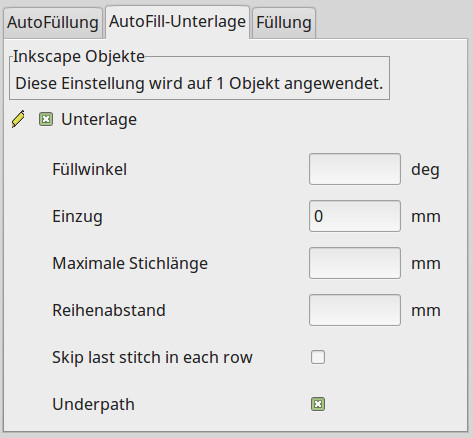 AutoFüllung AutoFill-Unterlage Füllung
Inkscape Objekte
Diese Einstellung wird auf 1 Objekt angewendet.
Unterlage
Füllwinkel deg
Einzug 0 mm
Maximale Stichlänge mm
Reihenabstand mm
Skip last stitch in each row
Underpath